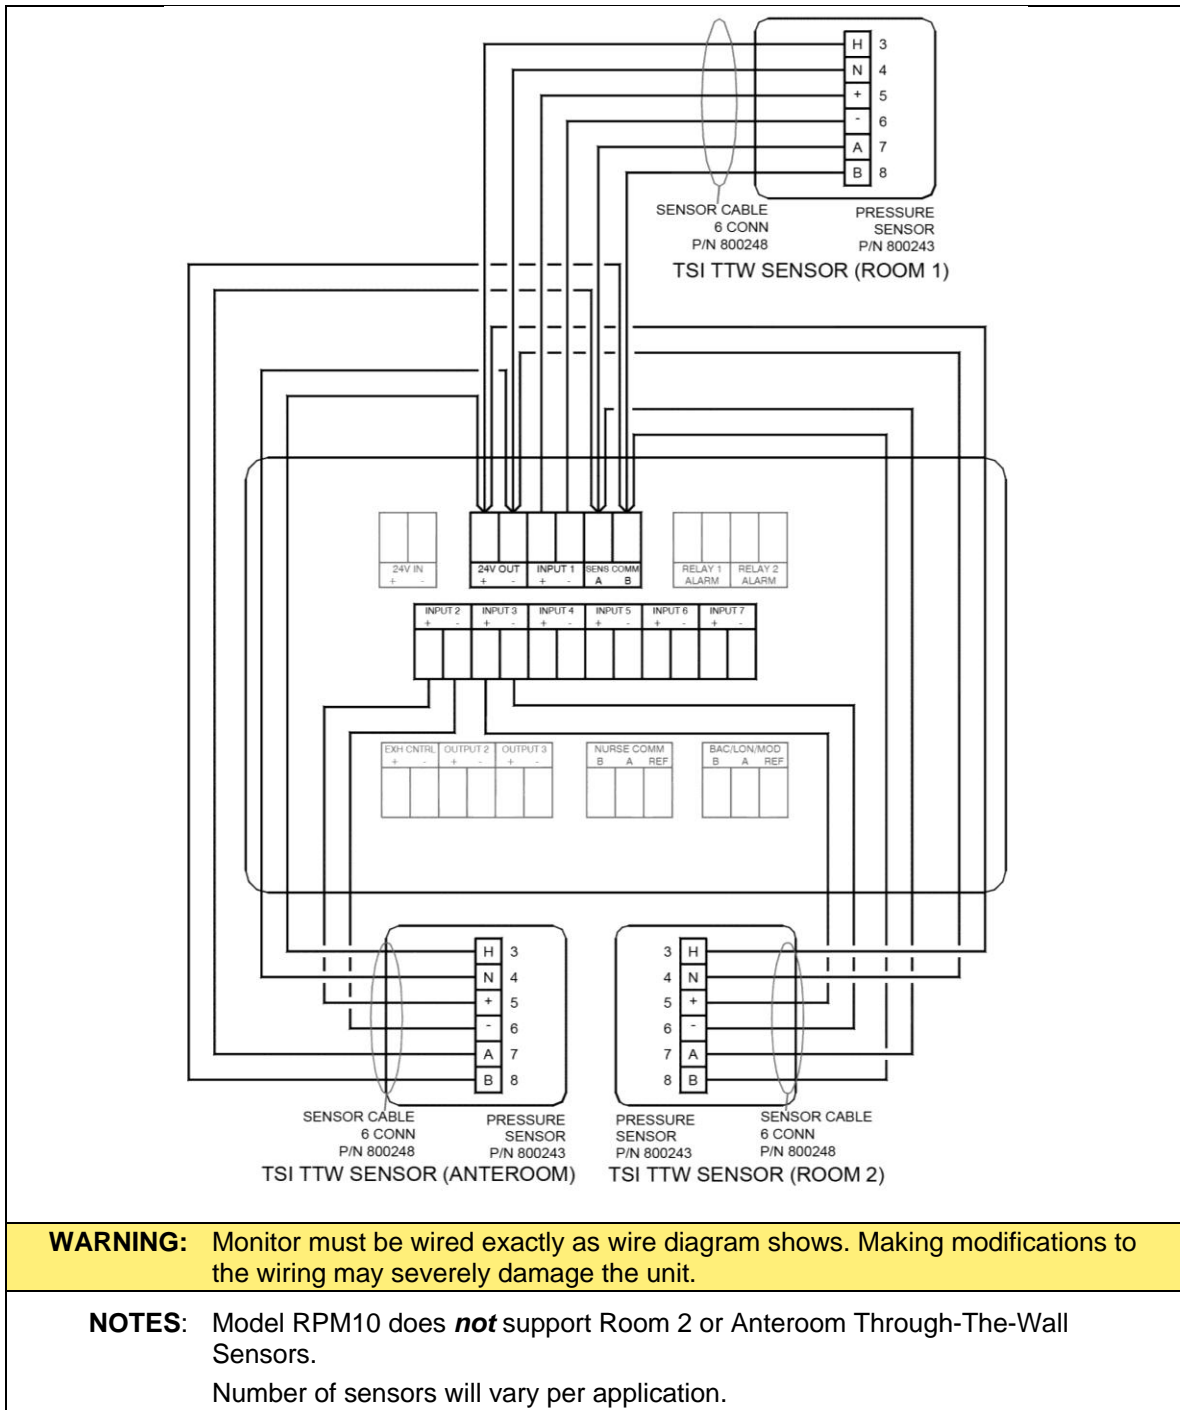 H 3
N 4
+ 5
- 6
A 7
B 8
SENSOR CABLE
6 CONN
P/N 800248
PRESSURE
SENSOR
P/N 800243
TSI TTW SENSOR (ROOM 1)
24V IN
+ -
24V OUT
+ -
INPUT 1
+ -
SENS COMM
A B
RELAY 1
ALARM
RELAY 2
ALARM
INPUT 2
+ -
INPUT 3
+ -
INPUT 4
+ -
INPUT 5
+ -
INPUT 6
+ -
INPUT 7
+ -
EXH CNTRL
+ -
OUTPUT 2
+ -
OUTPUT 3
+ -
NURSE COMM
B A REF
BAC/LON/MOD
B A REF
H 3
N 4
+ 5
- 6
A 7
B 8
SENSOR CABLE
6 CONN
P/N 800248
PRESSURE
SENSOR
P/N 800243
TSI TTW SENSOR (ANTEROOM)
3 H
4 N
5 +
6 -
7 A
8 B
PRESSURE
SENSOR
P/N 800243
SENSOR CABLE
6 CONN
P/N 800248
TSI TTW SENSOR (ROOM 2)
WARNING: Monitor must be wired exactly as wire diagram shows. Making modifications to
the wiring may severely damage the unit.
NOTES: Model RPM10 does not support Room 2 or Anteroom Through-The-Wall
Sensors.
Number of sensors will vary per application.